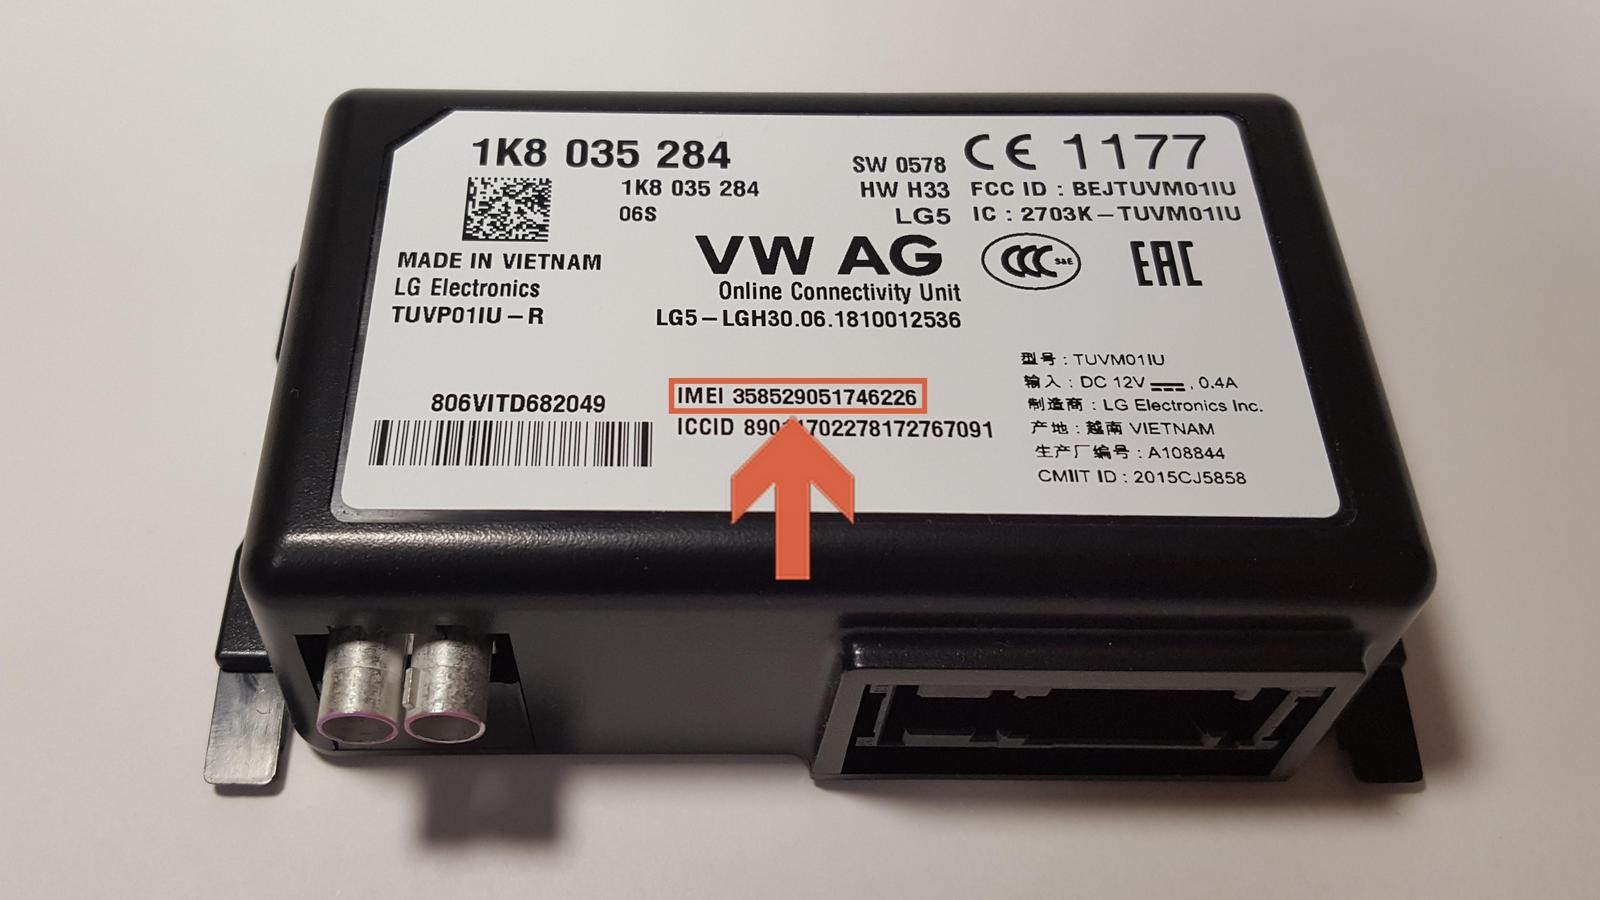 1K8 035 284
1K8 035 284
06S
SW 0578
HW H33
LG5
CE 1177
FCC ID : BEJTUVM01IU
IC : 2703K-TUVM01IU
MADE IN VIETNAM
LG Electronics
TUVP01IU-R
VW AG
Online Connectivity Unit
LG5-LGH30.06.1810012536
CCC S&E
EAC
806VITD682049
IMEI 358529051746226
ICCID
型号 : TUVM01IU
输入 : DC 12V ⎓, 0.4A
制造商 : LG Electronics Inc.
产地 : 越南 VIETNAM
生产厂编号 : A108844
CMIIT ID : 2015CJ5858